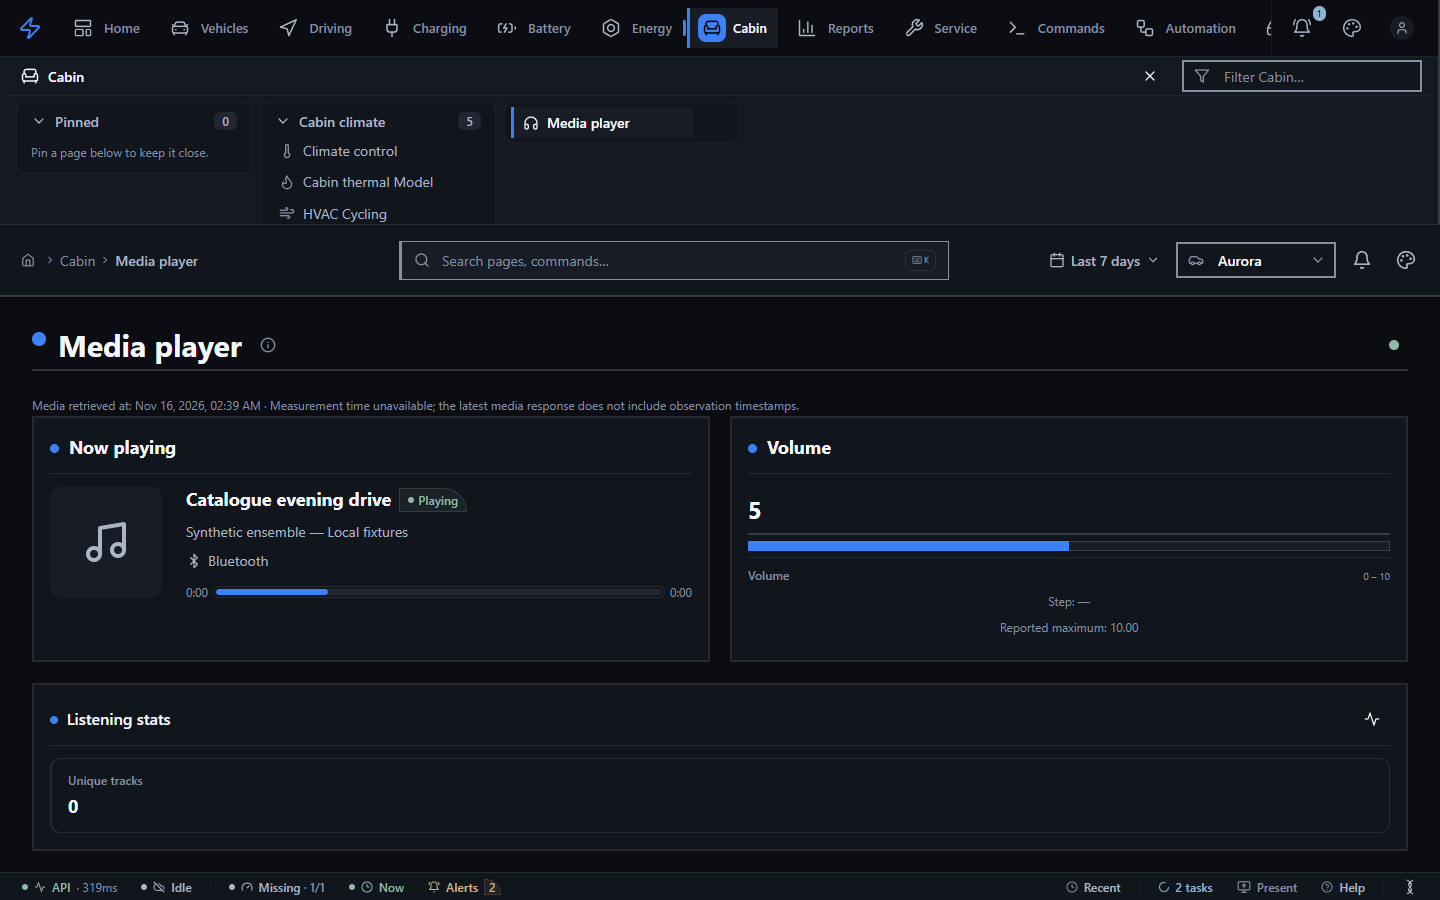 Home Vehicles Driving Charging Battery Energy Cabin Reports Service Commands Automation 1
Cabin
Filter Cabin...
Pinned 0
Pin a page below to keep it close.
Cabin climate 5
Climate control
Cabin thermal Model
HVAC Cycling
Media player
Cabin Media player
Search pages, commands... K
Last 7 days
Aurora
Media player
Media retrieved at: Nov 16, 2026, 02:39 AM · Measurement time unavailable; the latest media response does not include observation timestamps.
Now playing
Catalogue evening drive Playing
Synthetic ensemble — Local fixtures
Bluetooth
0:00 0:00
Volume
5
Volume 0 – 10
Step: —
Reported maximum: 10.00
Listening stats
Unique tracks
0
API · 319ms Idle Missing · 1/1 Now Alerts 2 Recent 2 tasks Present Help